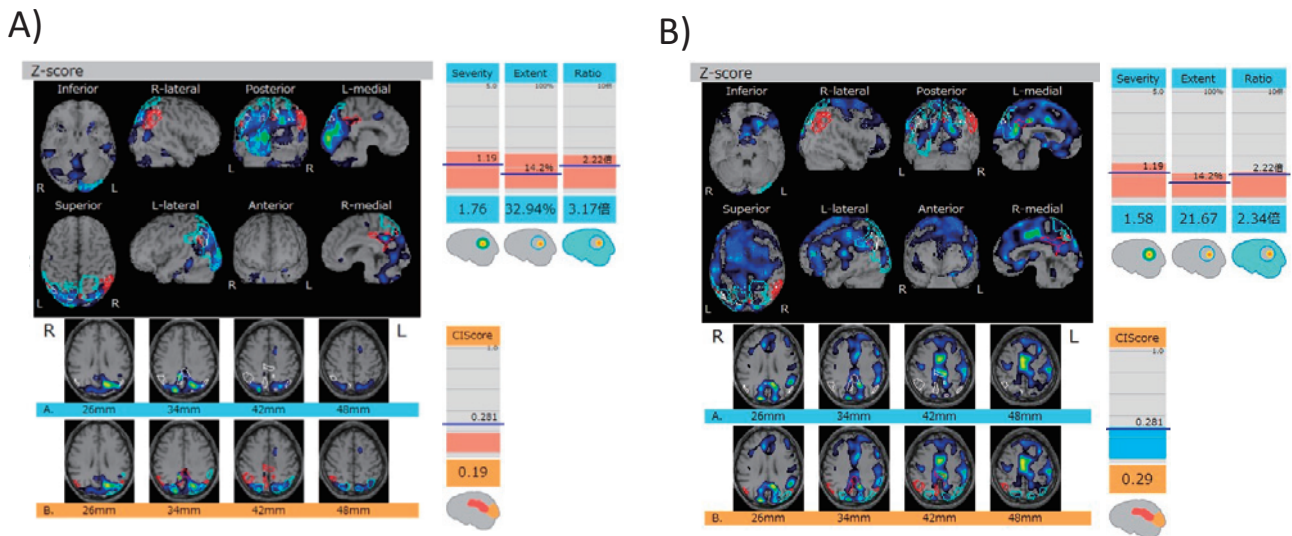 A)
Z-score
Inferior R-lateral Posterior L-medial
R L L R
Superior L-lateral Anterior R-medial
L R R L
R L
A. 26mm 34mm 42mm 48mm
B. 26mm 34mm 42mm 48mm
Severity Extent Ratio
5.0 100% 10倍
1.19 14.2% 2.22倍
1.76 32.94% 3.17倍
CIScore
1.0
0.281
0.19
B)
Z-score
Inferior R-lateral Posterior L-medial
R L L R
Superior L-lateral Anterior R-medial
L R R L
R L
A. 26mm 34mm 42mm 48mm
B. 26mm 34mm 42mm 48mm
Severity Extent Ratio
5.0 100% 10倍
1.19 14.2% 2.22倍
1.58 21.67 2.34倍
CIScore
1.0
0.281
0.29